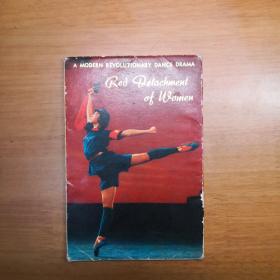 A MODERN REVOLUTIONARY DANCE DRAMA
Red Detachment
of Women